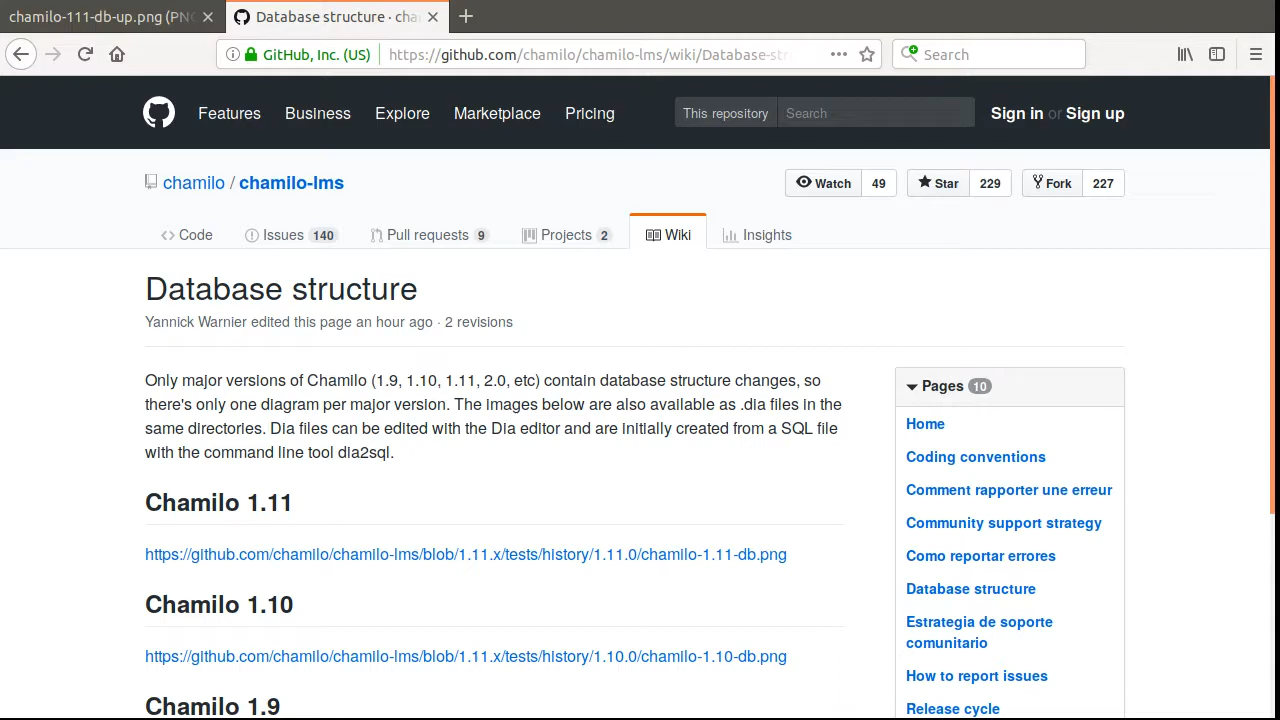 chamilo-111-db-up.png (PN
Database structure · cha
GitHub, Inc. (US)
https://github.com/chamilo/chamilo-lms/wiki/Database-str
Search
Features
Business
Explore
Marketplace
Pricing
This repository
Search
Sign in or Sign up
chamilo / chamilo-lms
Watch 49
Star 229
Fork 227
Code
Issues 140
Pull requests 9
Projects 2
Wiki
Insights
Database structure
Yannick Warnier edited this page an hour ago · 2 revisions
Only major versions of Chamilo (1.9, 1.10, 1.11, 2.0, etc) contain database structure changes, so
there's only one diagram per major version. The images below are also available as .dia files in the
same directories. Dia files can be edited with the Dia editor and are initially created from a SQL file
with the command line tool dia2sql.
Chamilo 1.11
https://github.com/chamilo/chamilo-lms/blob/1.11.x/tests/history/1.11.0/chamilo-1.11-db.png
Chamilo 1.10
https://github.com/chamilo/chamilo-lms/blob/1.11.x/tests/history/1.10.0/chamilo-1.10-db.png
Chamilo 1.9
Pages 10
Home
Coding conventions
Comment rapporter une erreur
Community support strategy
Como reportar errores
Database structure
Estrategia de soporte
comunitario
How to report issues
Release cycle